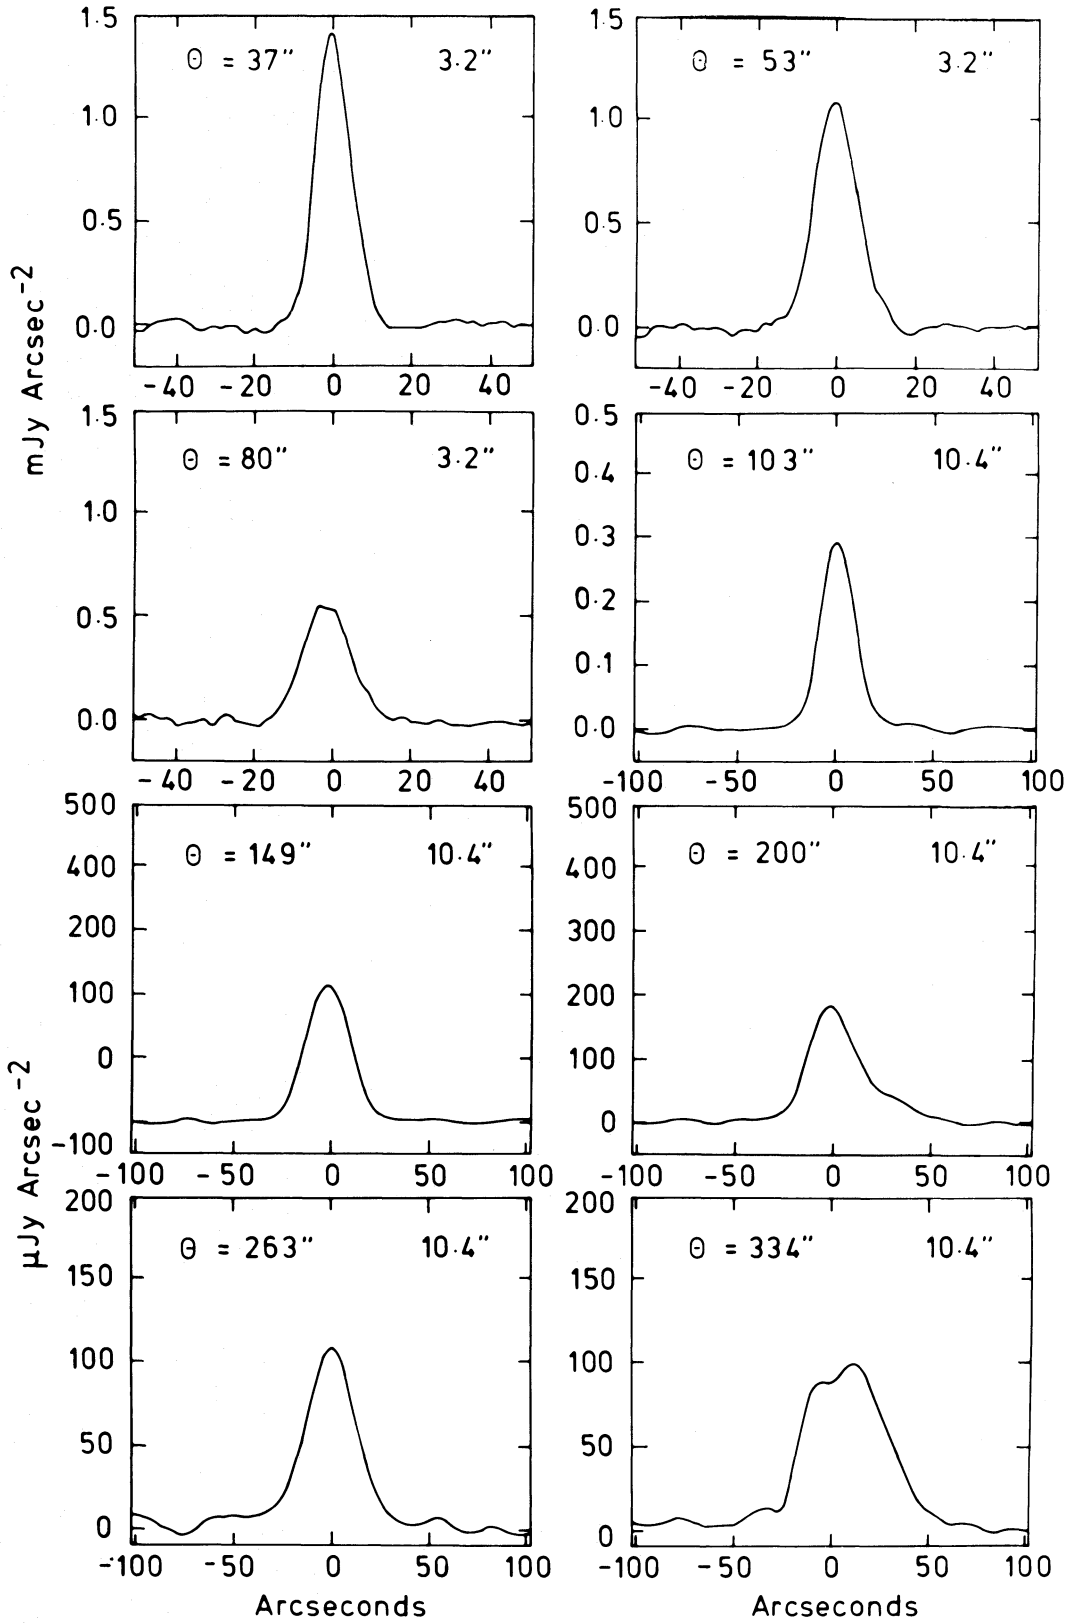 mJy Arcsec-2
μJy Arcsec-2
Θ = 37" 3.2"
1.5
1.0
0.5
0.0
-40 -20 0 20 40
Θ = 53" 3.2"
1.5
1.0
0.5
0.0
-40 -20 0 20 40
Θ = 80" 3.2"
1.5
1.0
0.5
0.0
-40 -20 0 20 40
Θ = 103" 10.4"
0.5
0.4
0.3
0.2
0.1
0.0
-100 -50 0 50 100
Θ = 149" 10.4"
500
400
200
100
0
-100
-100 -50 0 50 100
Θ = 200" 10.4"
500
400
300
200
100
0
-100 -50 0 50 100
Θ = 263" 10.4"
200
150
100
50
0
-100 -50 0 50 100
Arcseconds
Θ = 334" 10.4"
200
150
100
50
0
-100 -50 0 50 100
Arcseconds